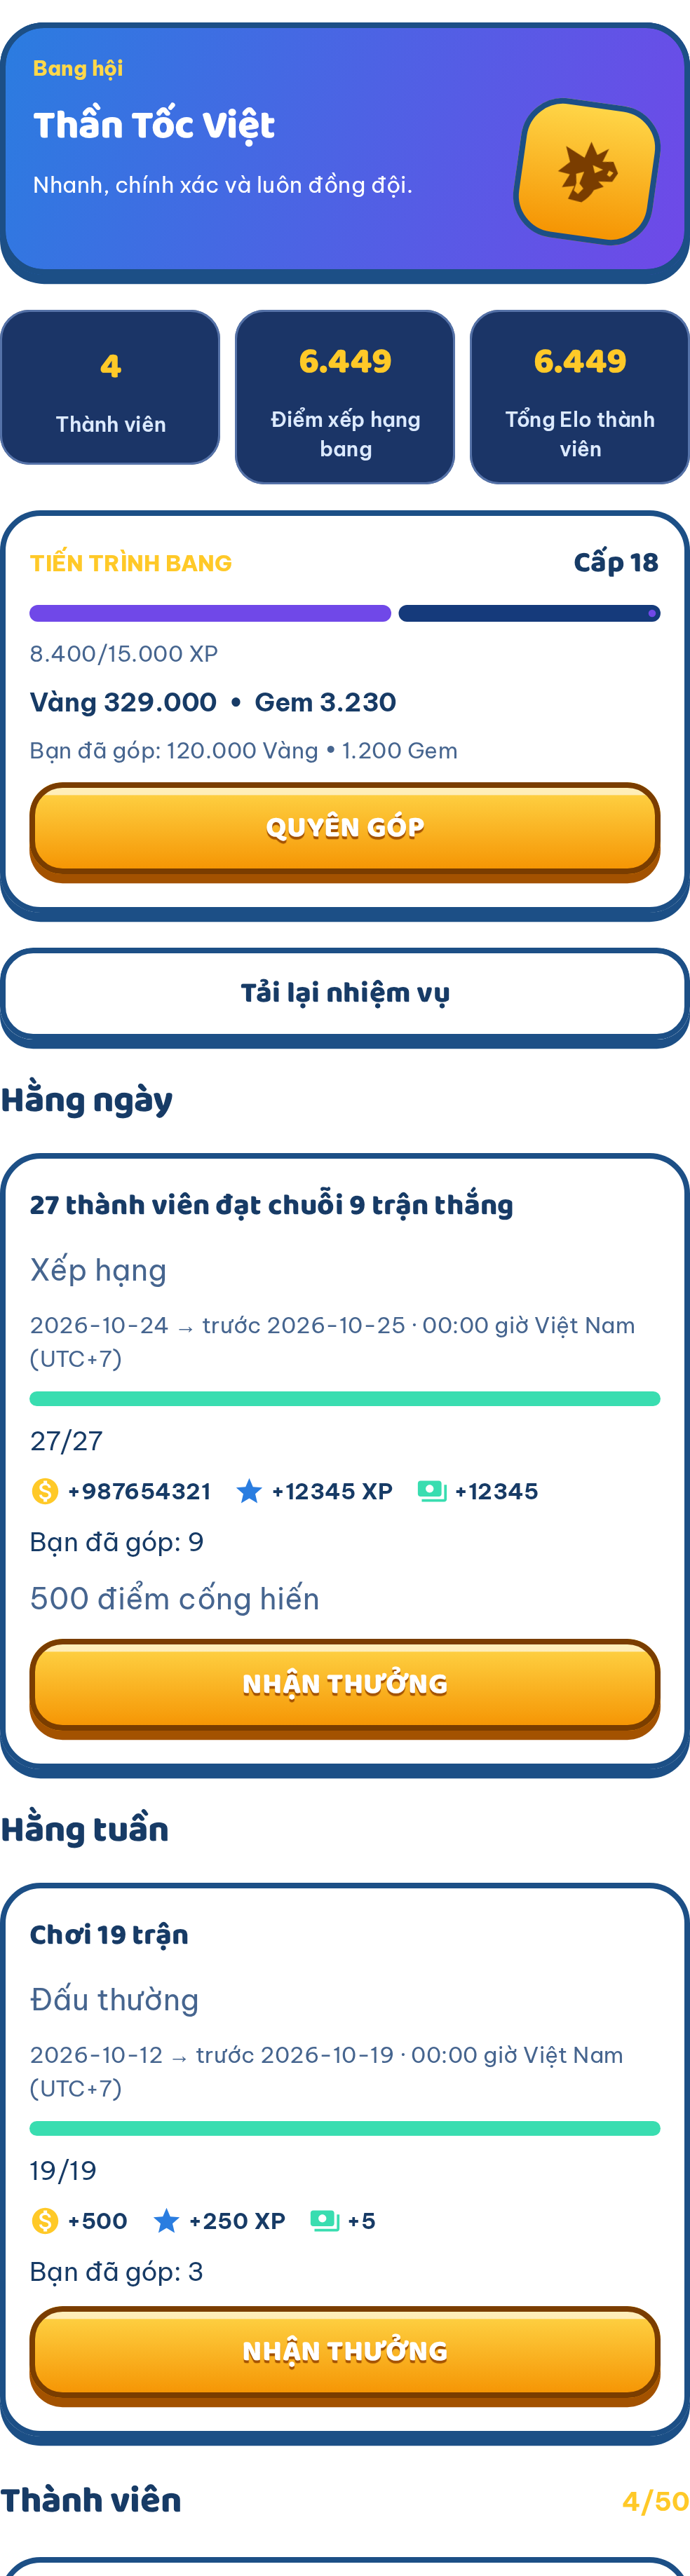 Bang hội
Thần Tốc Việt
Nhanh, chính xác và luôn đồng đội.
4
Thành viên
6.449
Điểm xếp hạng
bang
6.449
Tổng Elo thành
viên
TIẾN TRÌNH BANG
Cấp 18
8.400/15.000 XP
Vàng 329.000 • Gem 3.230
Bạn đã góp: 120.000 Vàng • 1.200 Gem
QUYÊN GÓP
Tải lại nhiệm vụ
Hằng ngày
27 thành viên đạt chuỗi 9 trận thắng
Xếp hạng
2026-10-24 → trước 2026-10-25 · 00:00 giờ Việt Nam
(UTC+7)
27/27
+987654321 +12345 XP +12345
Bạn đã góp: 9
500 điểm cống hiến
NHẬN THƯỞNG
Hằng tuần
Chơi 19 trận
Đấu thường
2026-10-12 → trước 2026-10-19 · 00:00 giờ Việt Nam
(UTC+7)
19/19
+500 +250 XP +5
Bạn đã góp: 3
NHẬN THƯỞNG
Thành viên
4/50